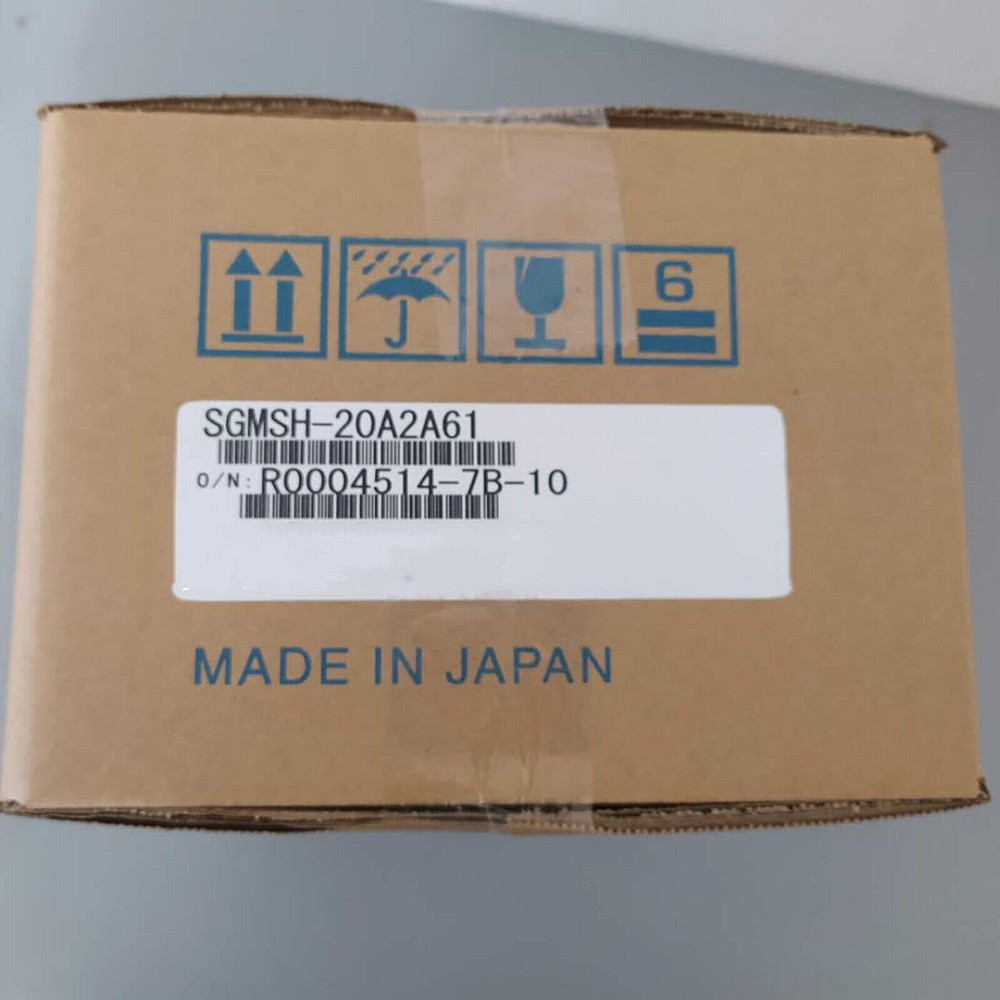 6
SGMSH-20A2A61
O/N: R0004514-7B-10
MADE IN JAPAN